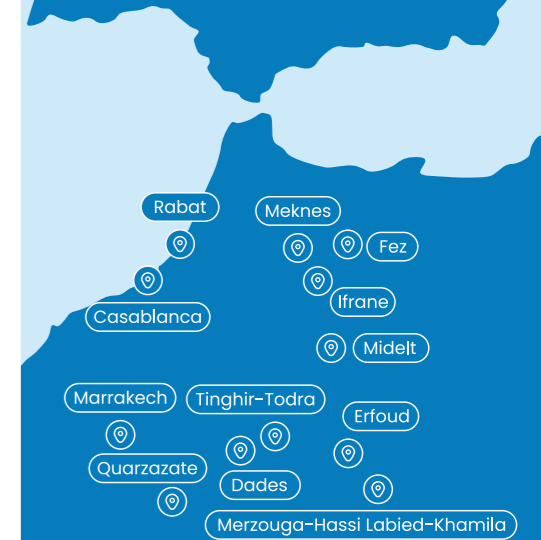 Rabat
Meknes
Fez
Ifrane
Casablanca
Midelt
Marrakech
Tinghir-Todra
Erfoud
Quarzazate
Dades
Merzouga-Hassi Labied-Khamila